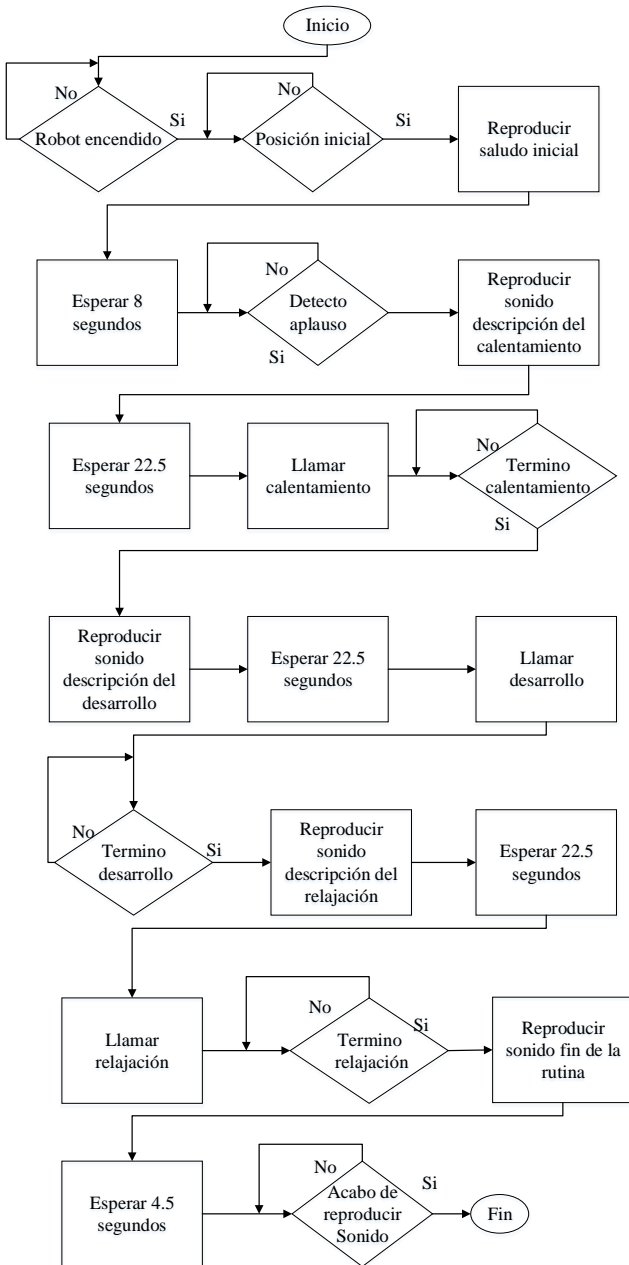 Inicio
No
Robot encendido
Si
No
Posición inicial
Si
Reproducir
saludo inicial
Esperar 8
segundos
No
Detecto
aplauso
Si
Reproducir
sonido
descripción del
calentamiento
Esperar 22.5
segundos
Llamar
calentamiento
No
Termino
calentamiento
Si
Reproducir
sonido
descripción del
desarrollo
Esperar 22.5
segundos
Llamar
desarrollo
No
Termino
desarrollo
Si
Reproducir
sonido
descripción del
relajación
Esperar 22.5
segundos
Llamar
relajación
No
Termino
relajación
Si
Reproducir
sonido fin de la
rutina
Esperar 4.5
segundos
No
Acabo de
reproducir
Sonido
Si
Fin